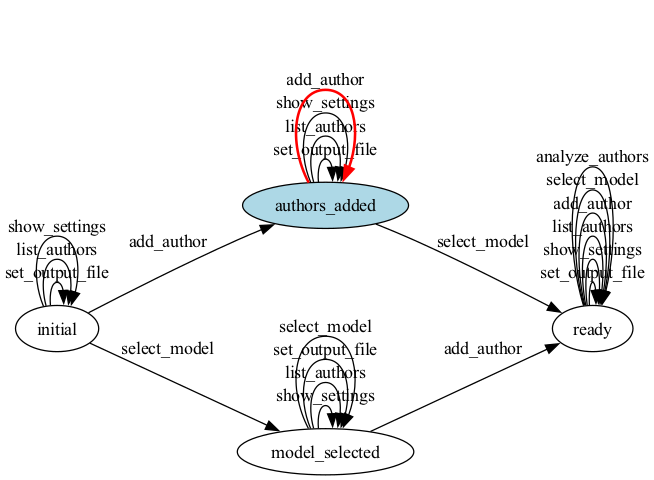 add_author
show_settings
list_authors
set_output_file
authors_added
analyze_authors
select_model
add_author
list_authors
show_settings
set_output_file
ready
show_settings
list_authors
set_output_file
initial
add_author
select_model
select_model
add_author
select_model
set_output_file
list_authors
show_settings
model_selected